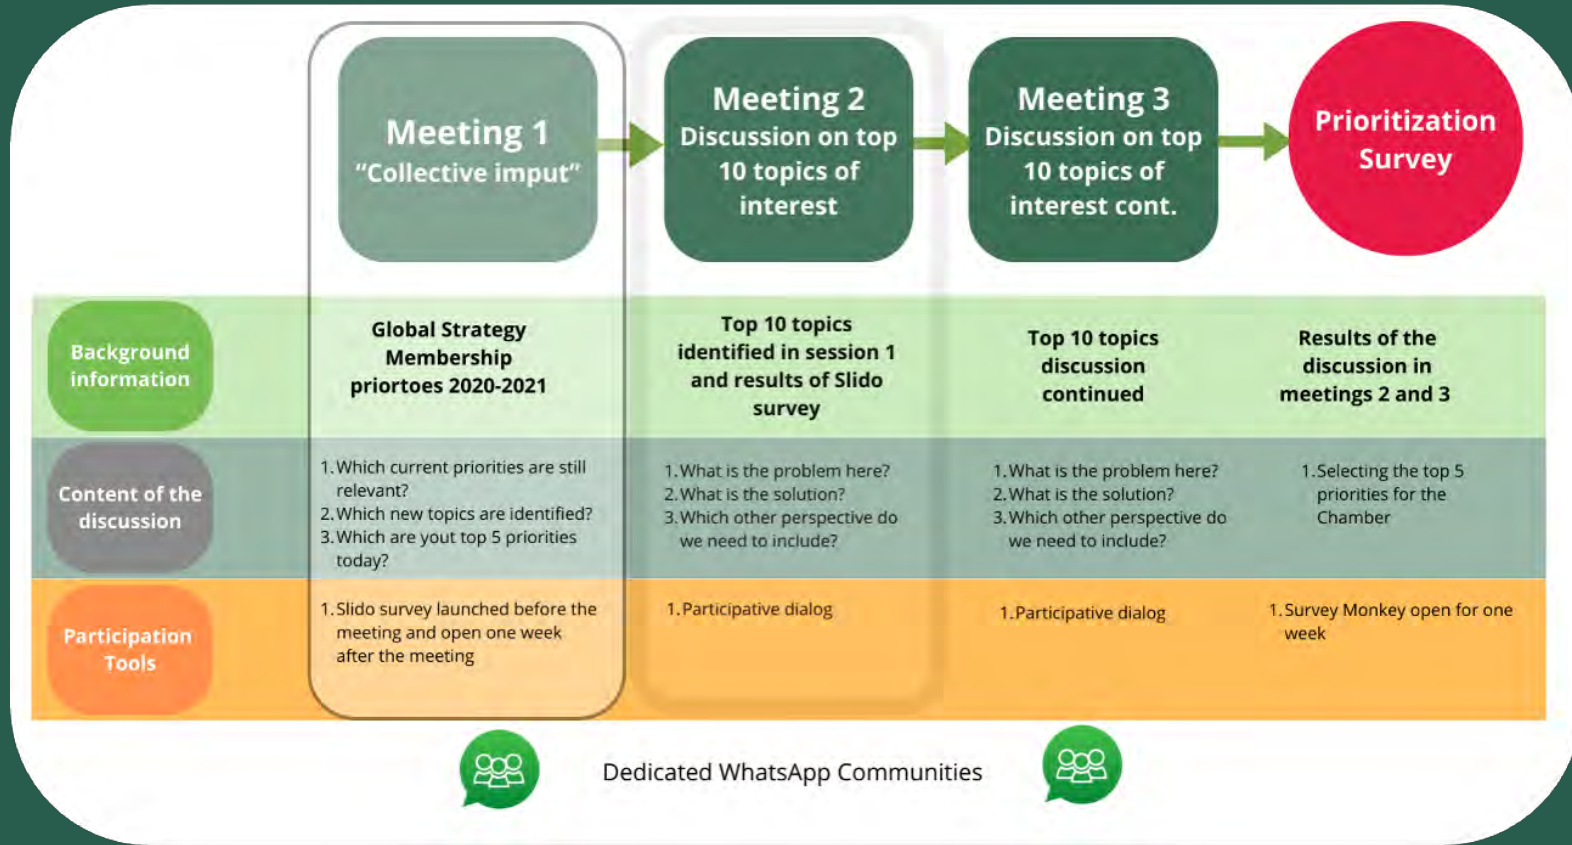 Meeting 1
“Collective imput”
Meeting 2
Discussion on top
10 topics of
interest
Meeting 3
Discussion on top
10 topics of
interest cont.
Prioritization
Survey
Background
information
Global Strategy
Membership
priortoes 2020-2021
Top 10 topics
identified in session 1
and results of Slido
survey
Top 10 topics
discussion
continued
Results of the
discussion in
meetings 2 and 3
Content of the
discussion
1. Which current priorities are still
relevant?
2. Which new topics are identified?
3. Which are yout top 5 priorities
today?
1. What is the problem here?
2. What is the solution?
3. Which other perspective do
we need to include?
1. What is the problem here?
2. What is the solution?
3. Which other perspective do
we need to include?
1. Selecting the top 5
priorities for the
Chamber
Participation
Tools
1. Slido survey launched before the
meeting and open one week
after the meeting
1. Participative dialog
1. Participative dialog
1. Survey Monkey open for one
week
Dedicated WhatsApp Communities